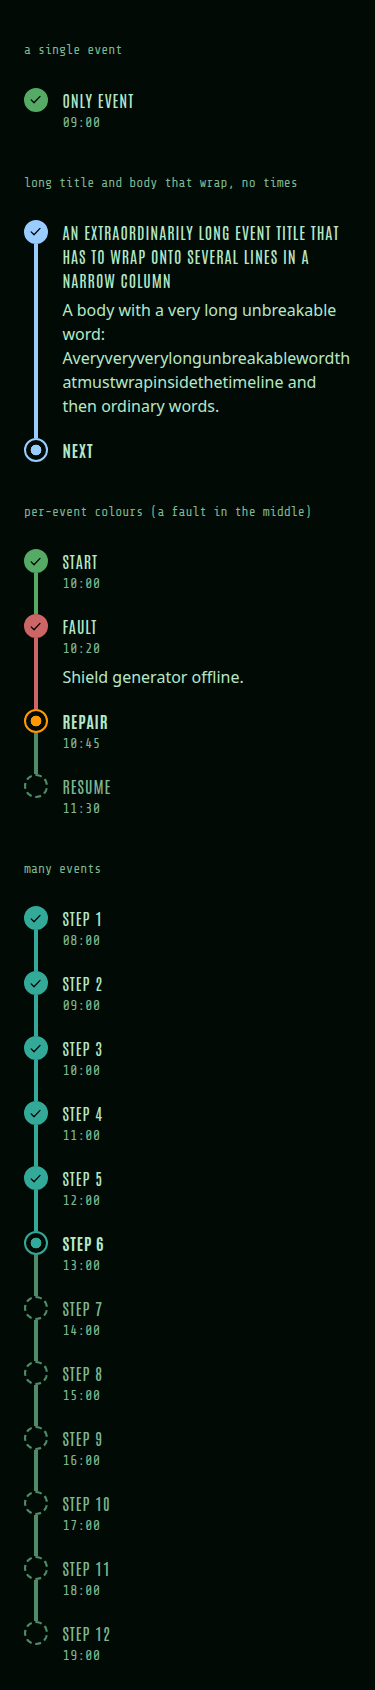 a single event
ONLY EVENT
09:00
long title and body that wrap, no times
AN EXTRAORDINARILY LONG EVENT TITLE THAT
HAS TO WRAP ONTO SEVERAL LINES IN A
NARROW COLUMN
A body with a very long unbreakable
word:
Averyveryverylongunbreakablewordth
atmustwrapinsidethetimeline and
then ordinary words.
NEXT
per-event colours (a fault in the middle)
START
10:00
FAULT
10:20
Shield generator offline.
REPAIR
10:45
RESUME
11:30
many events
STEP 1
08:00
STEP 2
09:00
STEP 3
10:00
STEP 4
11:00
STEP 5
12:00
STEP 6
13:00
STEP 7
14:00
STEP 8
15:00
STEP 9
16:00
STEP 10
17:00
STEP 11
18:00
STEP 12
19:00